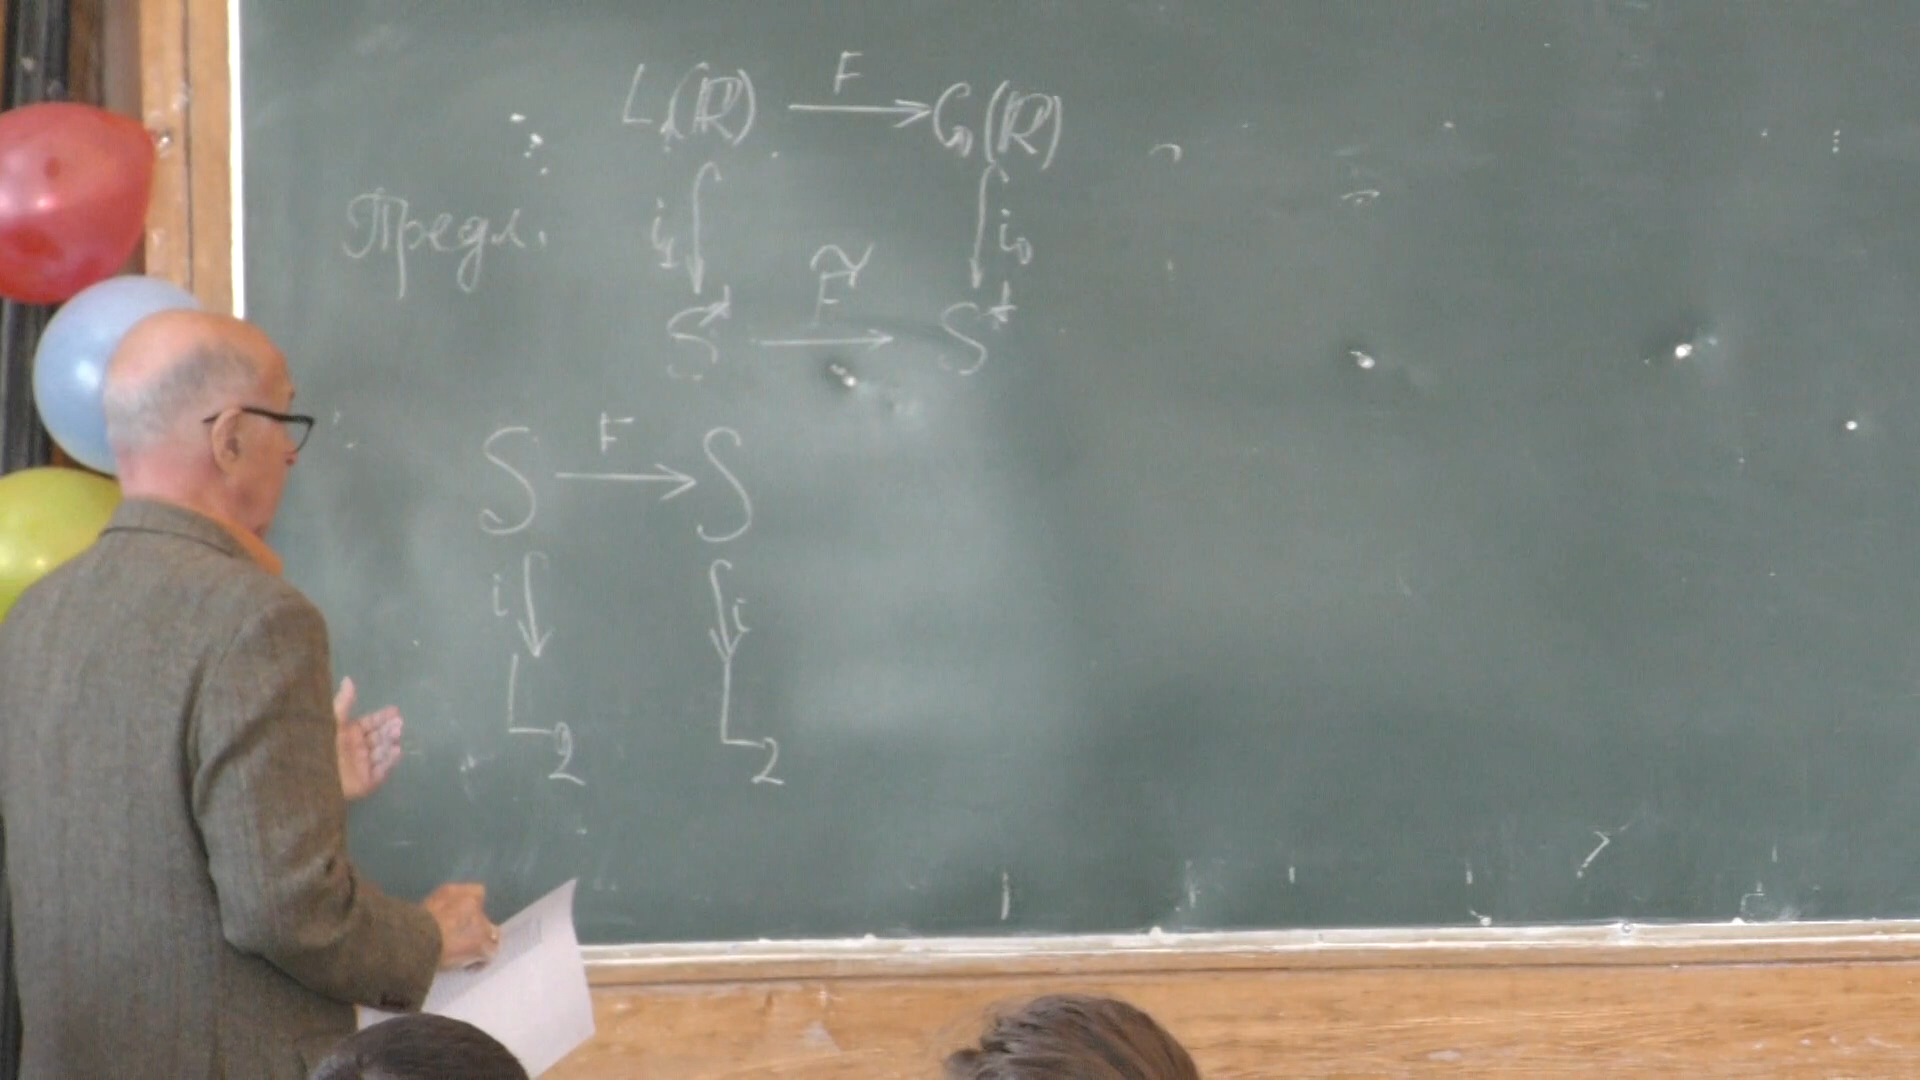 L₁(ℝ) F→ C₀(ℝ)
Предл. i₁ i₀
S* F̃→ S*
S F→ S
i i
L₂ L₂